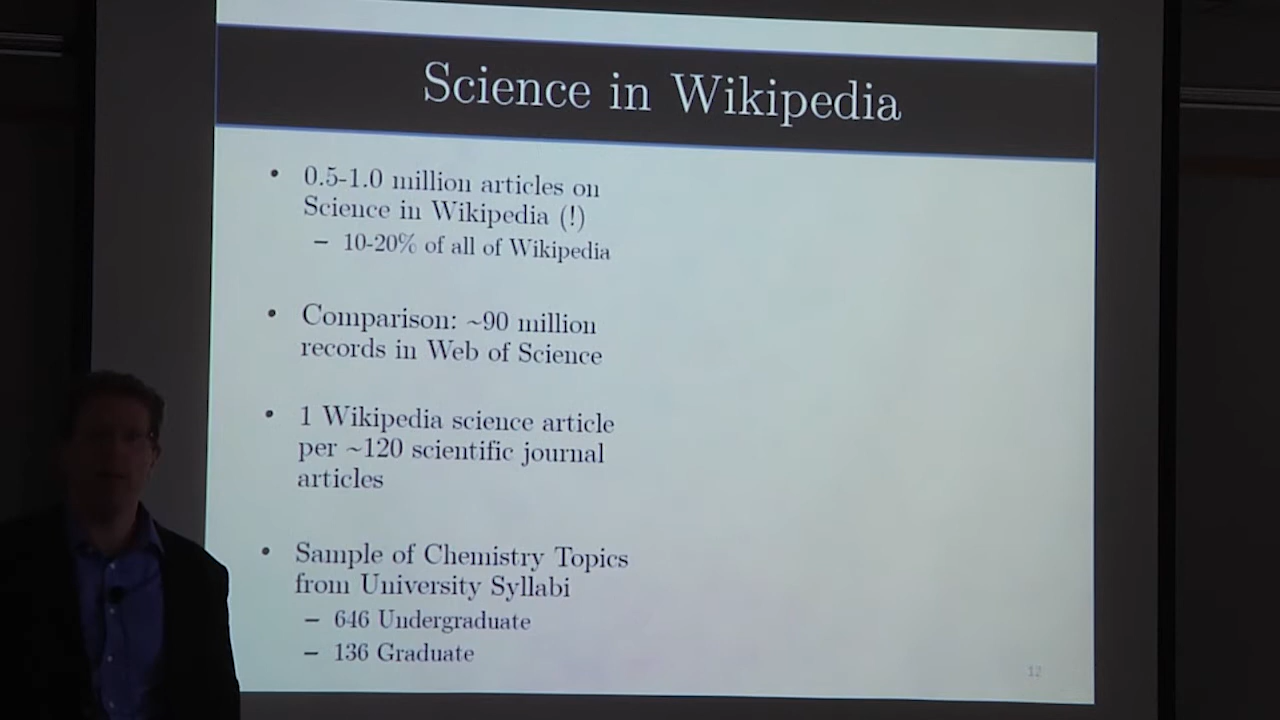 Science in Wikipedia
• 0.5-1.0 million articles on
Science in Wikipedia (!)
– 10-20% of all of Wikipedia
• Comparison: ~90 million
records in Web of Science
• 1 Wikipedia science article
per ~120 scientific journal
articles
• Sample of Chemistry Topics
from University Syllabi
– 646 Undergraduate
– 136 Graduate
12